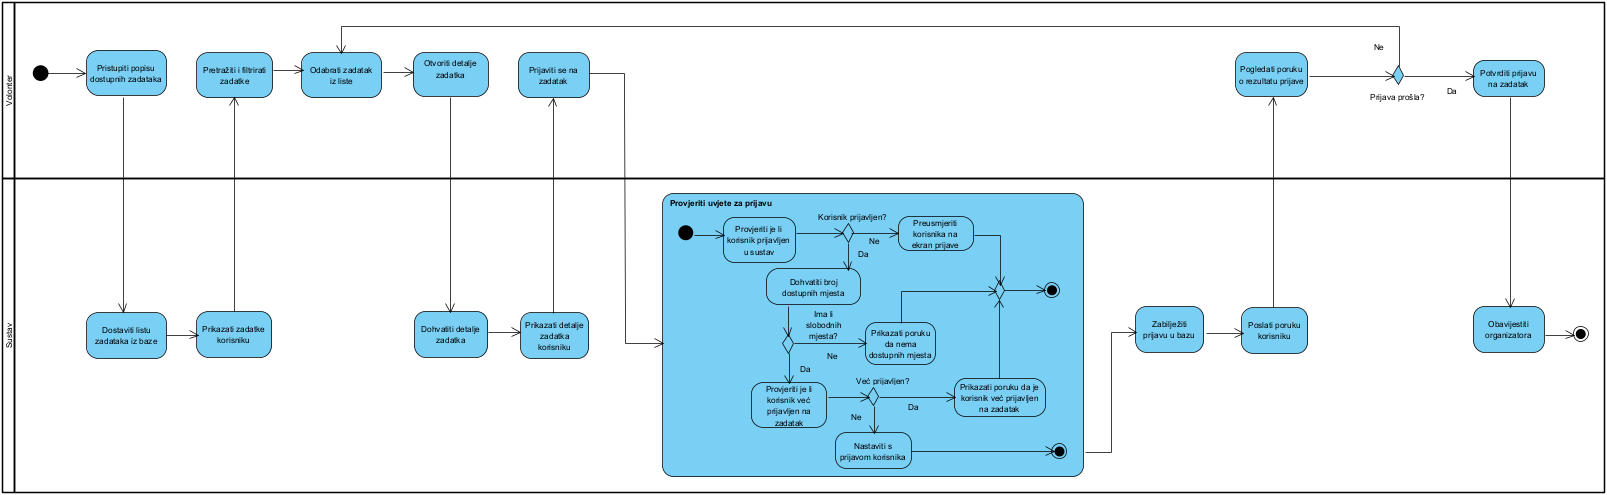 Volonter
Pristupiti popisu
dostupnih zadataka
Pretražiti i filtrirati
zadatke
Odabrati zadatak
iz liste
Otvoriti detalje
zadatka
Prijaviti se na
zadatak
Pogledati poruku
o rezultatu prijave
Ne
Prijava prošla?
Da
Potvrditi prijavu
na zadatak
Sustav
Dostaviti listu
zadataka iz baze
Prikazati zadatke
korisniku
Dohvatiti detalje
zadatka
Prikazati detalje
zadatka
korisniku
Provjeriti uvjete za prijavu
Provjeriti je li
korisnik prijavljen
u sustav
Korisnik prijavljen?
Ne
Da
Preusmjeriti
korisnika na
ekran prijave
Dohvatiti broj
dostupnih mjesta
Ima li
slobodnih
mjesta?
Ne
Da
Prikazati poruku
da nema
dostupnih mjesta
Provjeriti je li
korisnik već
prijavljen na
zadatak
Već prijavljen?
Da
Ne
Prikazati poruku da je
korisnik već prijavljen
na zadatak
Nastaviti s
prijavom korisnika
Zabilježiti
prijavu u bazu
Poslati poruku
korisniku
Obavijestiti
organizatora